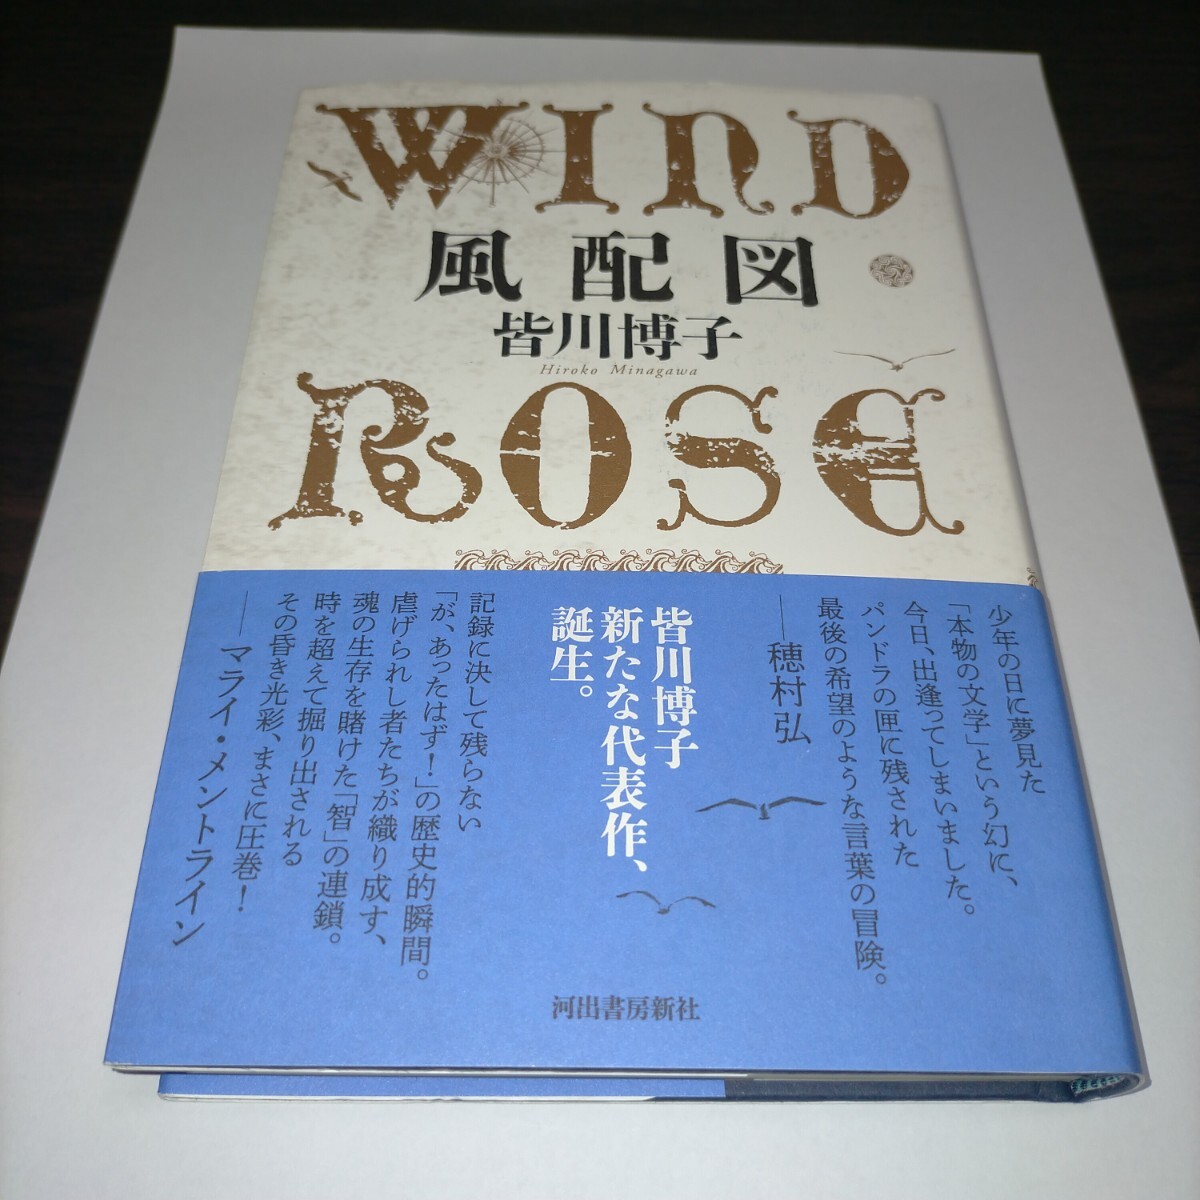 WIND
風配図
皆川博子
Hiroko Minagawa
ROSE
少年の日に夢見た
「本物の文学」という幻に、
今日、出逢ってしまいました。
パンドラの匣に残された
最後の希望のような言葉の冒険。
──穂村弘
皆川博子
新たな代表作、
誕生。
記録に決して残らない
「が、あったはず！」の歴史的瞬間。
虐げられし者たちが織り成す、
魂の生存を賭けた「智」の連鎖。
時を超えて掘り出される
その昏き光彩、まさに圧巻！
──マライ・メントライン
河出書房新社